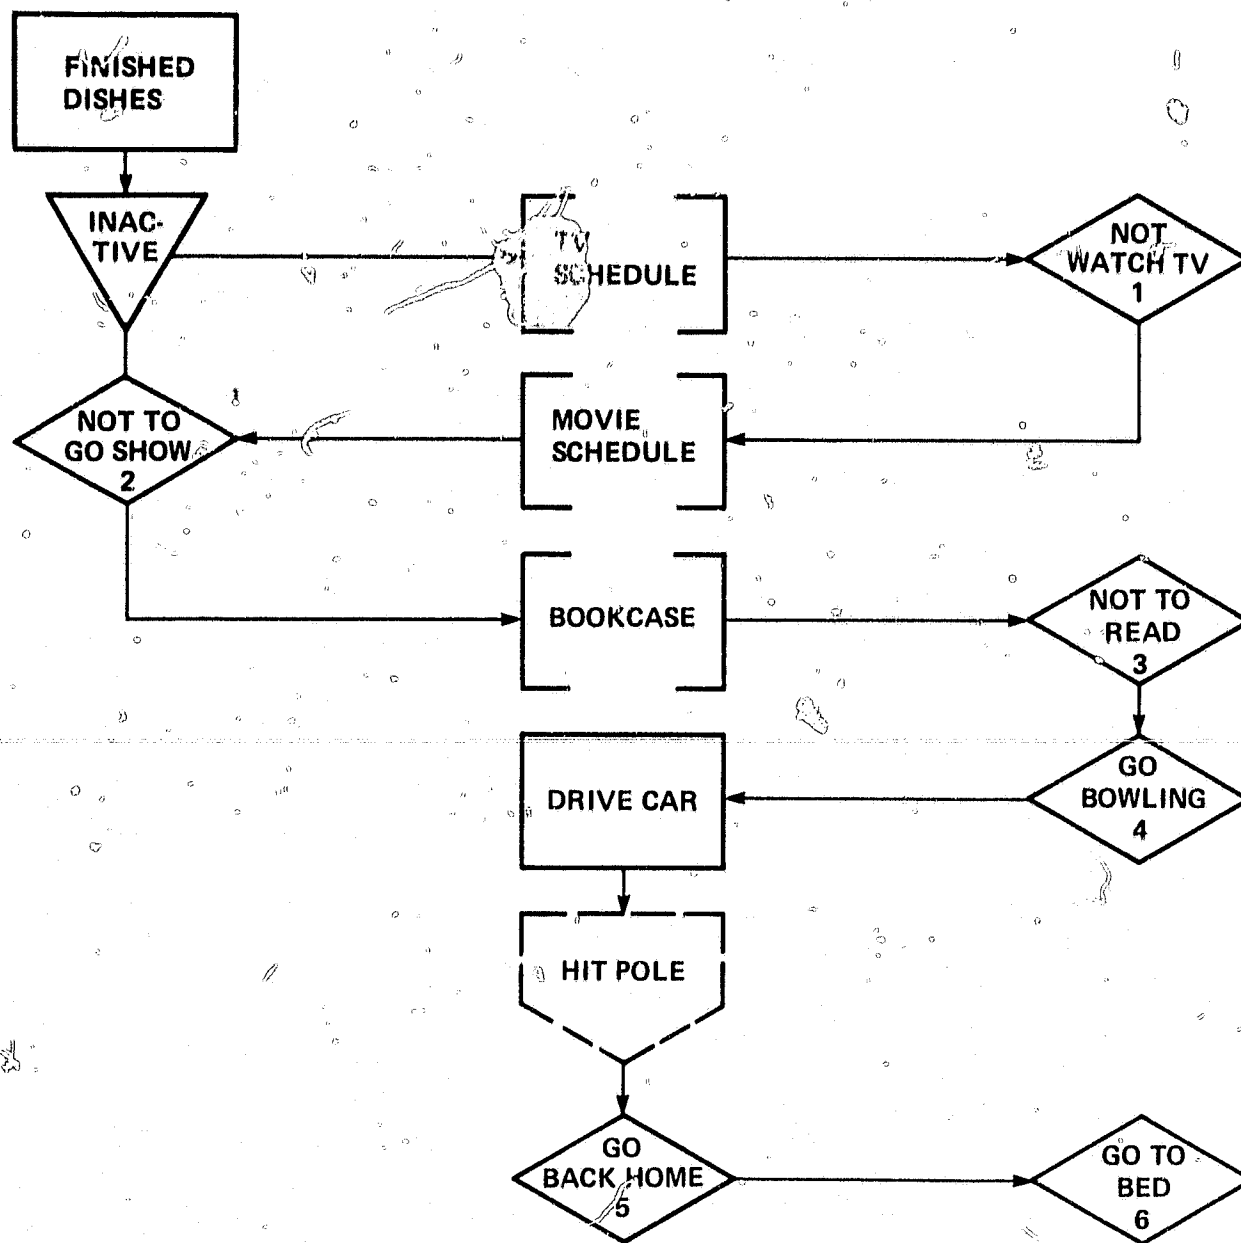 FINISHED
DISHES
INAC-
TIVE
TV
SCHEDULE
NOT
WATCH TV
1
NOT TO
GO SHOW
2
MOVIE
SCHEDULE
BOOKCASE
NOT TO
READ
3
GO
BOWLING
4
DRIVE CAR
HIT POLE
GO
BACK HOME
5
GO TO
BED
6